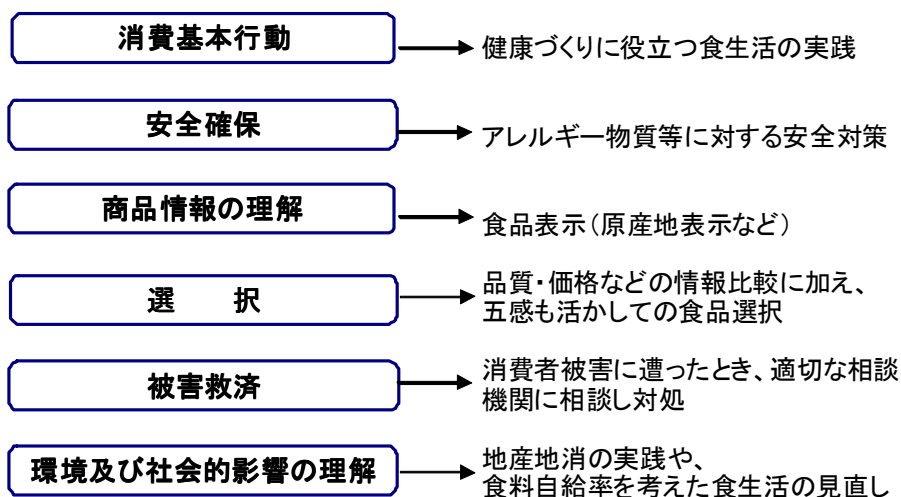 消費基本行動
健康づくりに役立つ食生活の実践
安全確保
アレルギー物質等に対する安全対策
商品情報の理解
食品表示(原産地表示など)
選　　択
品質・価格などの情報比較に加え、
五感も活かしての食品選択
被害救済
消費者被害に遭ったとき、適切な相談
機関に相談し対処
環境及び社会的影響の理解
地産地消の実践や、
食料自給率を考えた食生活の見直し